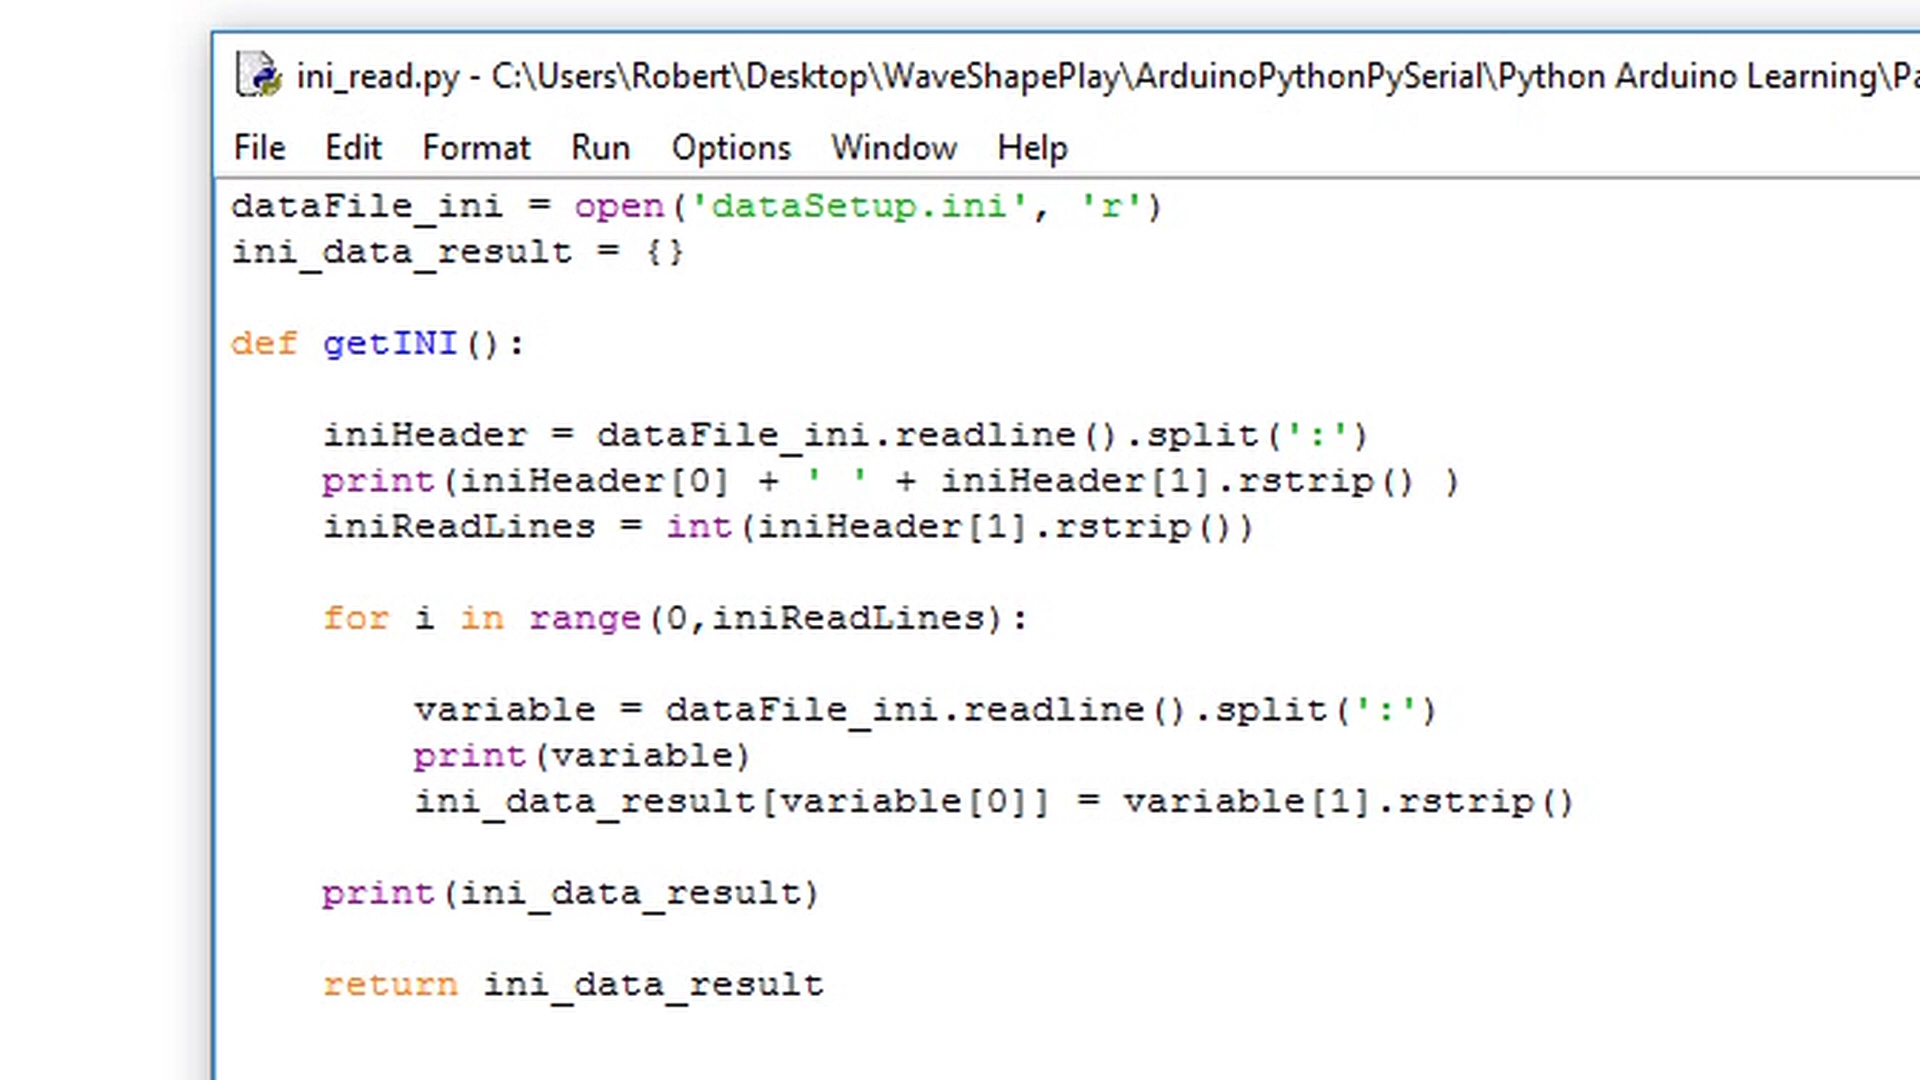 ini_read.py - C:\Users\Robert\Desktop\WaveShapePlay\ArduinoPythonPySerial\Python Arduino Learning\Pa
File Edit Format Run Options Window Help
dataFile_ini = open('dataSetup.ini', 'r')
ini_data_result = {}
def getINI():
    iniHeader = dataFile_ini.readline().split(':')
    print(iniHeader[0] + ' ' + iniHeader[1].rstrip() )
    iniReadLines = int(iniHeader[1].rstrip())
    for i in range(0,iniReadLines):
        variable = dataFile_ini.readline().split(':')
        print(variable)
        ini_data_result[variable[0]] = variable[1].rstrip()
    print(ini_data_result)
    return ini_data_result